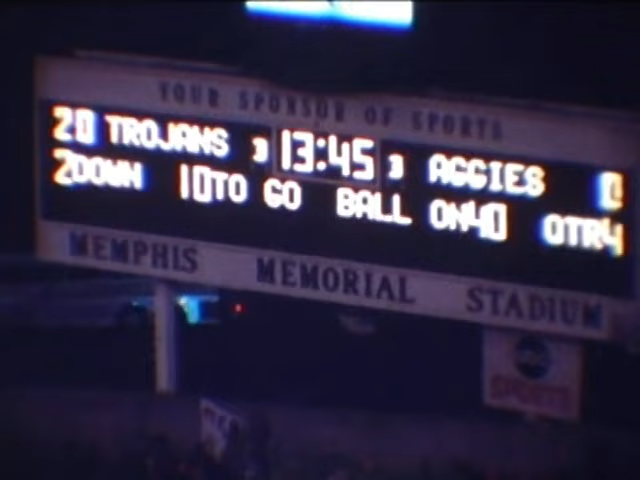 YOUR SPONSOR OF SPORTS
20 TROJANS 3 13:45 3 AGGIES 0
2DOWN 10TO GO BALL ON40 QTR4
MEMPHIS MEMORIAL STADIUM
abc
SPORTS